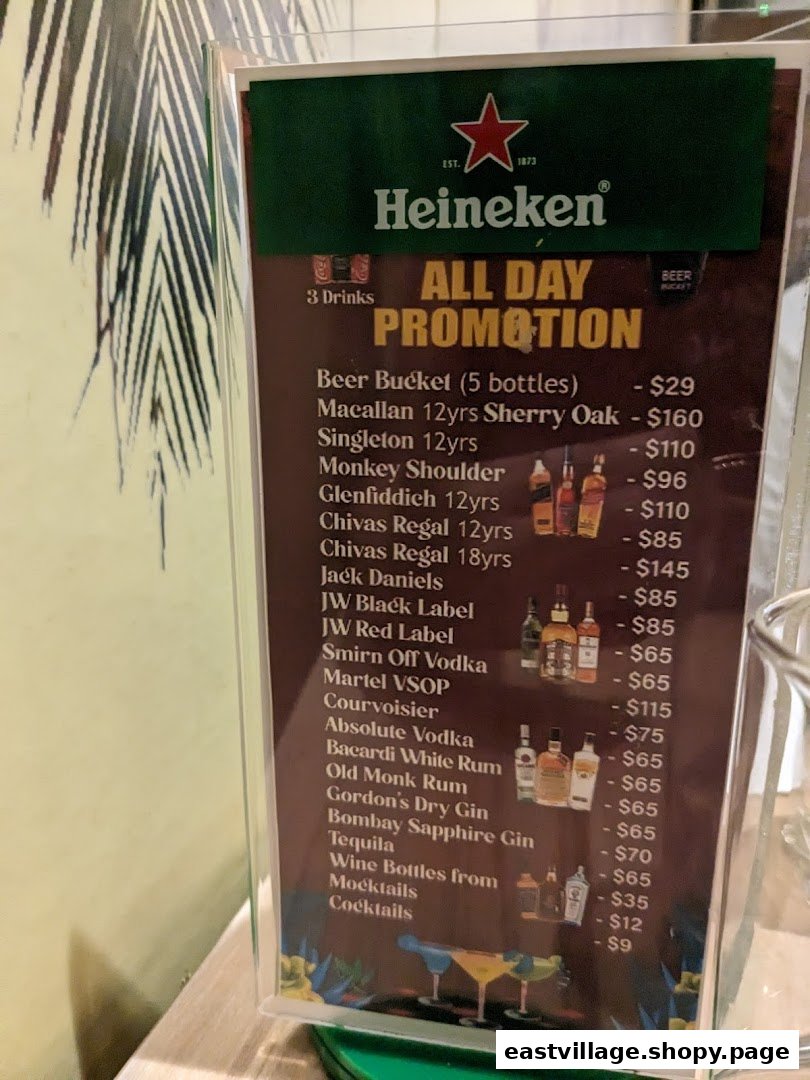 EST. 1873
Heineken®
3 Drinks
BEER
BUCKET
ALL DAY
PROMOTION
Beer Bucket (5 bottles) - $29
Macallan 12yrs Sherry Oak - $160
Singleton 12yrs - $110
Monkey Shoulder - $96
Glenfiddich 12yrs - $110
Chivas Regal 12yrs - $85
Chivas Regal 18yrs - $145
Jack Daniels - $85
JW Black Label - $85
JW Red Label - $65
Smirn Off Vodka - $65
Martel VSOP - $115
Courvoisier - $75
Absolute Vodka - $65
Bacardi White Rum - $65
Old Monk Rum - $65
Gordon's Dry Gin - $65
Bombay Sapphire Gin - $70
Tequila - $65
Wine Bottles from - $35
Mocktails - $12
Cocktails - $9
eastvillage.shopy.page